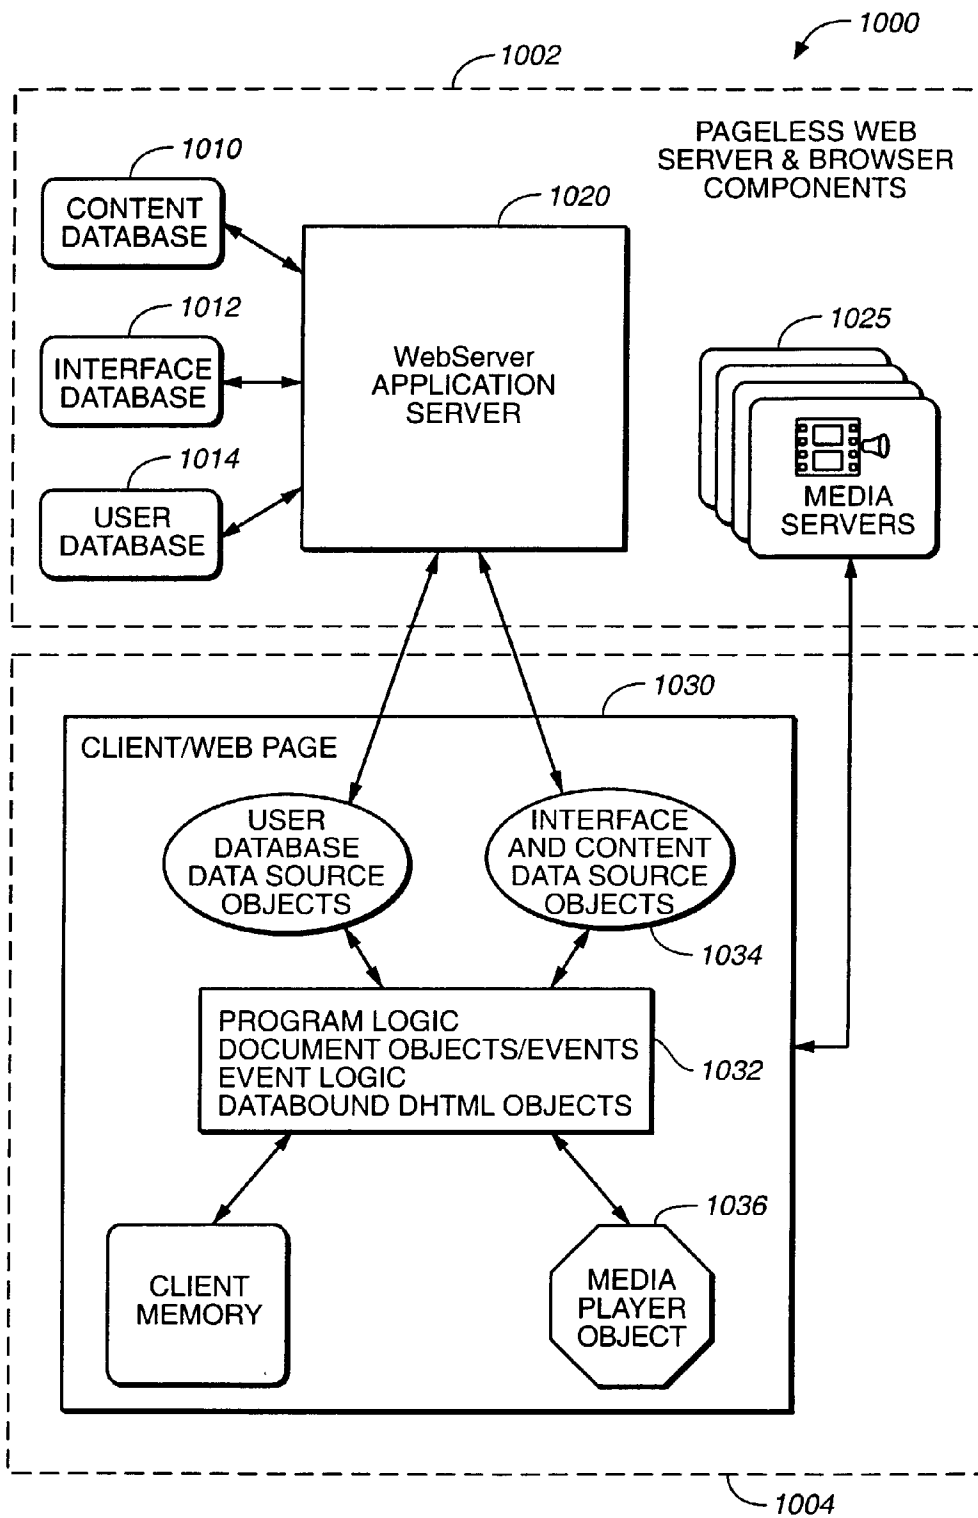 1000
1002
PAGELESS WEB
SERVER & BROWSER
COMPONENTS
1010
CONTENT
DATABASE
1020
WebServer
APPLICATION
SERVER
1012
INTERFACE
DATABASE
1025
MEDIA
SERVERS
1014
USER
DATABASE
1030
CLIENT/WEB PAGE
USER
DATABASE
DATA SOURCE
OBJECTS
INTERFACE
AND CONTENT
DATA SOURCE
OBJECTS
1034
PROGRAM LOGIC
DOCUMENT OBJECTS/EVENTS
EVENT LOGIC
DATABOUND DHTML OBJECTS
1032
1036
CLIENT
MEMORY
MEDIA
PLAYER
OBJECT
1004